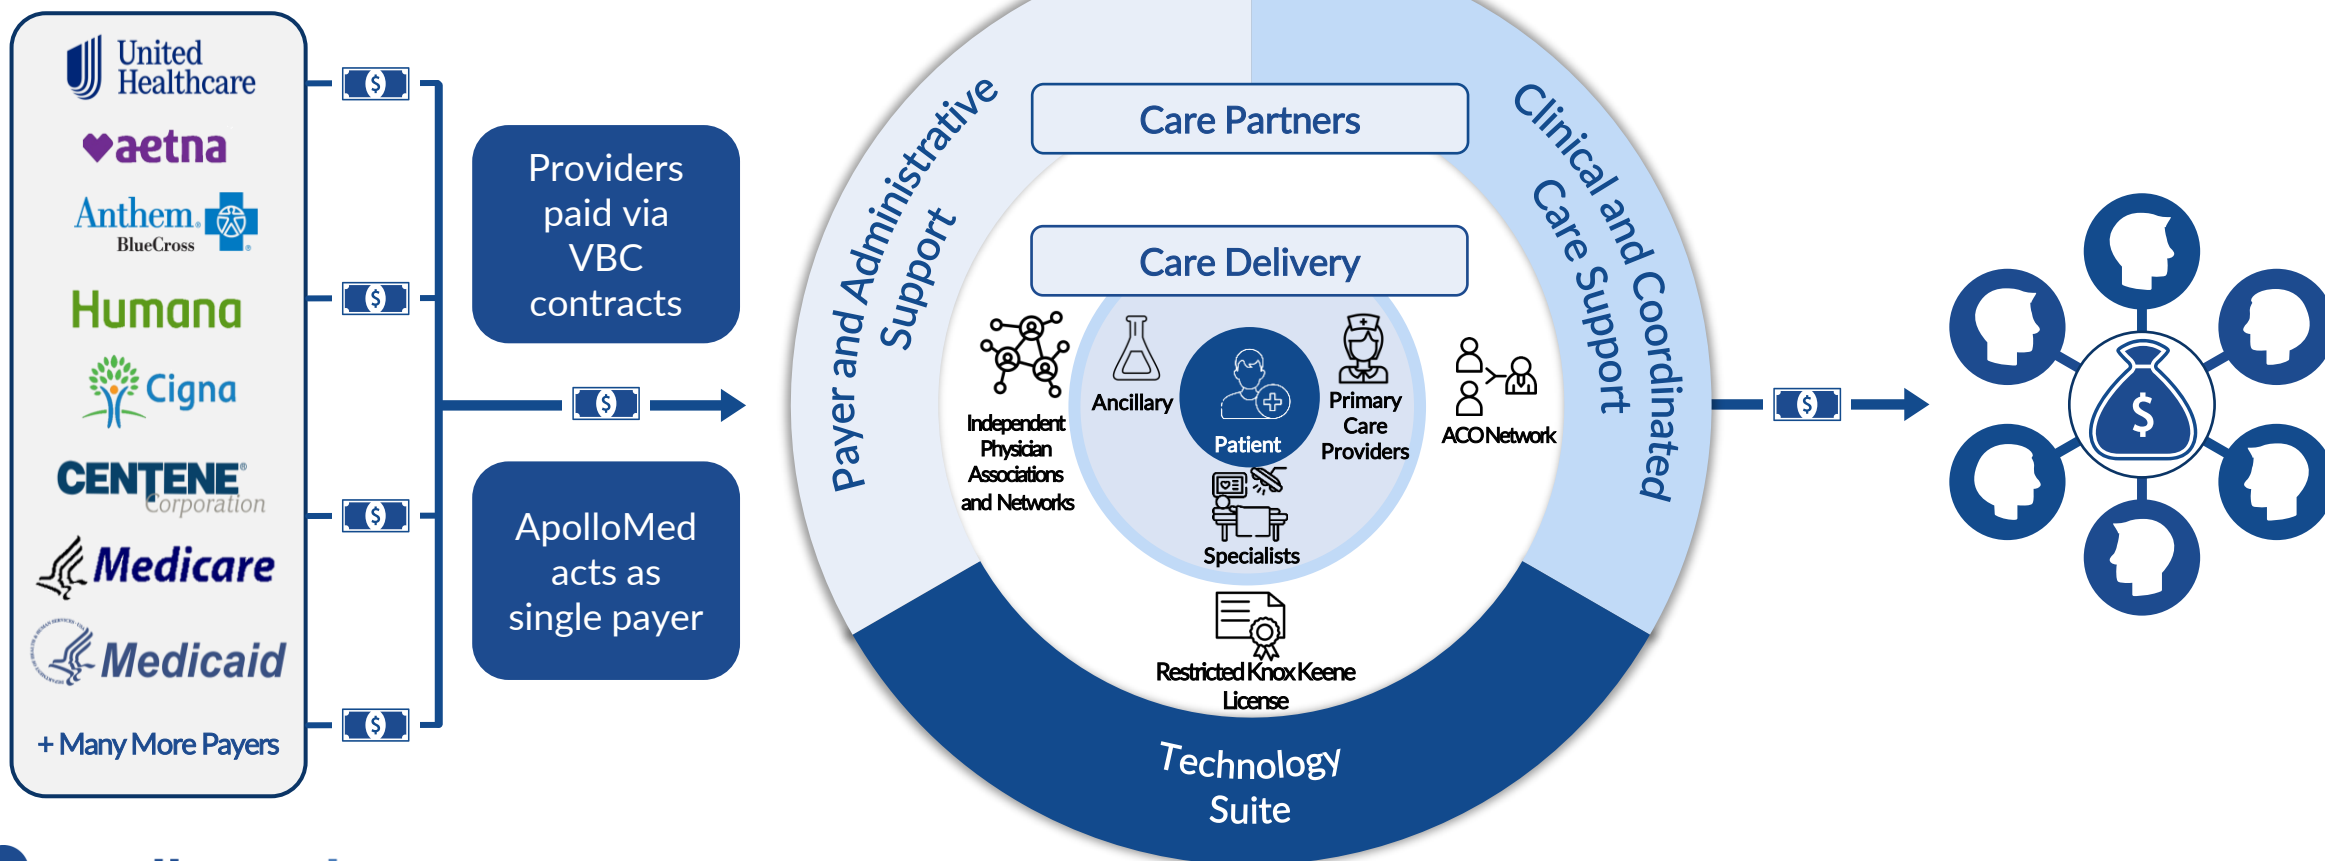 United
Healthcare
aetna
Anthem.
BlueCross
Humana
Cigna
CENTENE®
Corporation
Medicare
Medicaid
+ Many More Payers
$
$
$
$
Providers
paid via
VBC
contracts
$
ApolloMed
acts as
single payer
Payer and Administrative
Support
Care Partners
Care Delivery
Clinical and Coordinated
Care Support
Independent
Physician
Associations
and Networks
Ancillary
Patient
Primary
Care
Providers
ACO Network
Specialists
Restricted Knox Keene
License
Technology
Suite
$
$